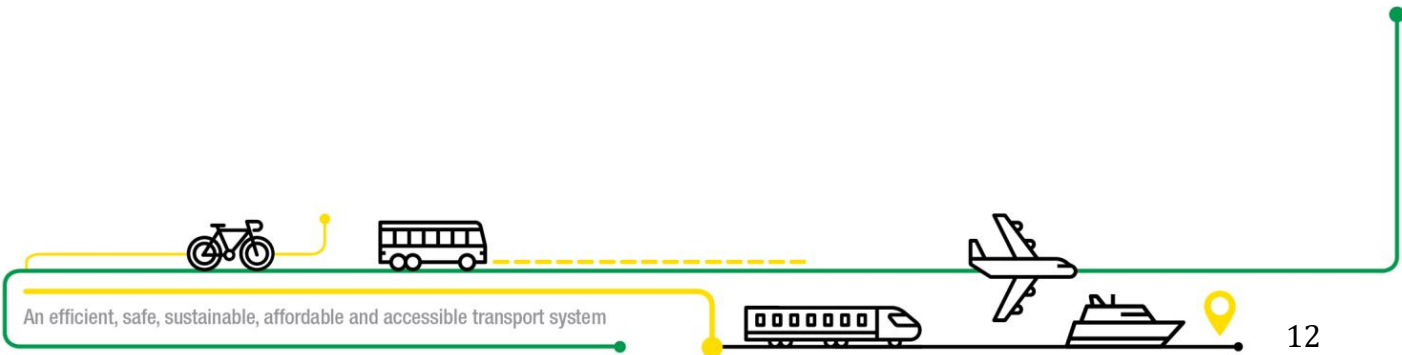 An efficient, safe, sustainable, affordable and accessible transport system
12